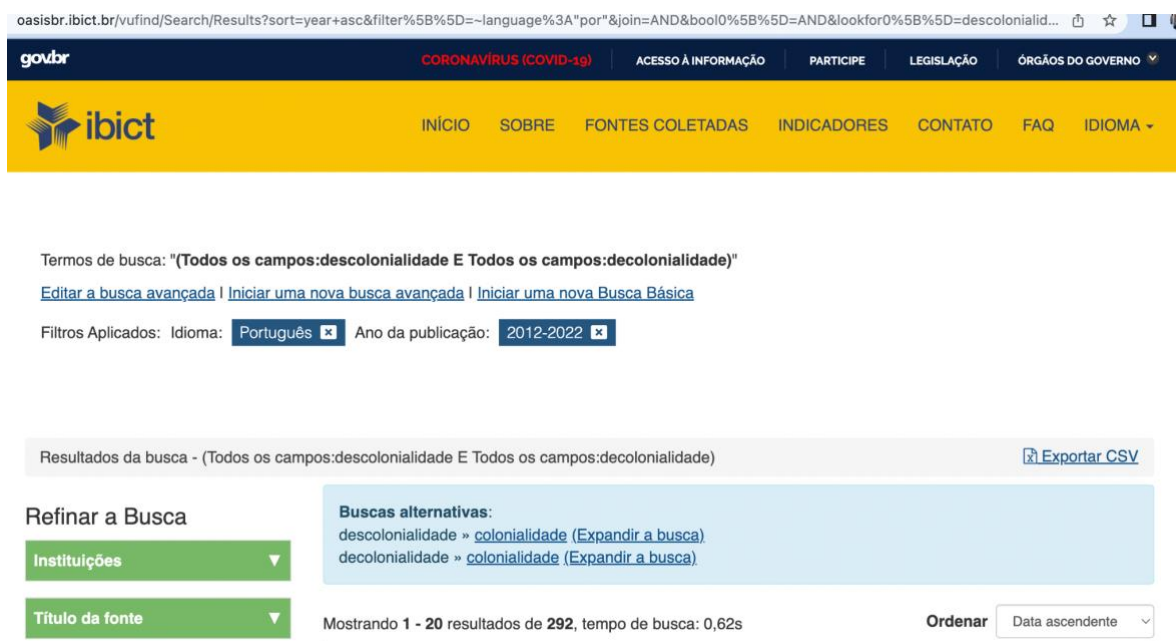 oasisbr.ibict.br/vufind/Search/Results?sort=year+asc&filter%5B%5D=~language%3A"por"&join=AND&bool0%5B%5D=AND&lookfor0%5B%5D=descolonialid...
gov.br CORONAVÍRUS (COVID-19) ACESSO À INFORMAÇÃO PARTICIPE LEGISLAÇÃO ÓRGÃOS DO GOVERNO
ibict INÍCIO SOBRE FONTES COLETADAS INDICADORES CONTATO FAQ IDIOMA
Termos de busca: "(Todos os campos:descolonialidade E Todos os campos:decolonialidade)"
Editar a busca avançada | Iniciar uma nova busca avançada | Iniciar uma nova Busca Básica
Filtros Aplicados: Idioma: Português Ano da publicação: 2012-2022
Resultados da busca - (Todos os campos:descolonialidade E Todos os campos:decolonialidade) Exportar CSV
Refinar a Busca
Instituições
Título da fonte
Buscas alternativas:
descolonialidade » colonialidade (Expandir a busca)
decolonialidade » colonialidade (Expandir a busca)
Mostrando 1 - 20 resultados de 292, tempo de busca: 0,62s Ordenar Data ascendente